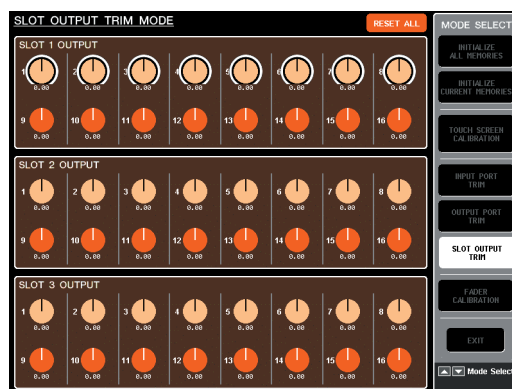 SLOT OUTPUT TRIM MODE
RESET ALL
SLOT 1 OUTPUT
1 2 3 4 5 6 7 8
0.00 0.00 0.00 0.00 0.00 0.00 0.00 0.00
9 10 11 12 13 14 15 16
0.00 0.00 0.00 0.00 0.00 0.00 0.00 0.00
SLOT 2 OUTPUT
1 2 3 4 5 6 7 8
0.00 0.00 0.00 0.00 0.00 0.00 0.00 0.00
9 10 11 12 13 14 15 16
0.00 0.00 0.00 0.00 0.00 0.00 0.00 0.00
SLOT 3 OUTPUT
1 2 3 4 5 6 7 8
0.00 0.00 0.00 0.00 0.00 0.00 0.00 0.00
9 10 11 12 13 14 15 16
0.00 0.00 0.00 0.00 0.00 0.00 0.00 0.00
MODE SELECT
INITIALIZE
ALL MEMORIES
INITIALIZE
CURRENT MEMORIES
TOUCH SCREEN
CALIBRATION
INPUT PORT
TRIM
OUTPUT PORT
TRIM
SLOT OUTPUT
TRIM
FADER
CALIBRATION
EXIT
Mode Select